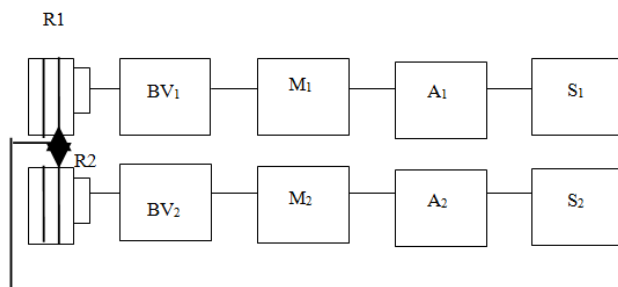 R1
BV₁ M₁ A₁ S₁
R2
BV₂ M₂ A₂ S₂